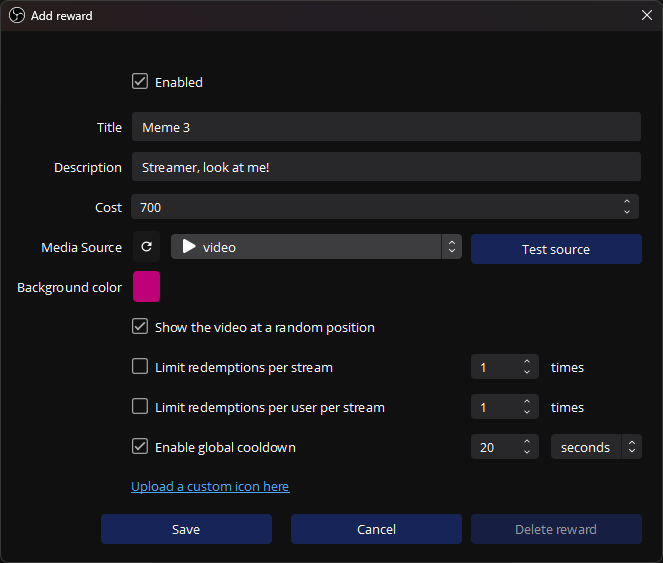 Add reward
Enabled
Title Meme 3
Description Streamer, look at me!
Cost 700
Media Source video Test source
Background color
Show the video at a random position
Limit redemptions per stream 1 times
Limit redemptions per user per stream 1 times
Enable global cooldown 20 seconds
Upload a custom icon here
Save Cancel Delete reward